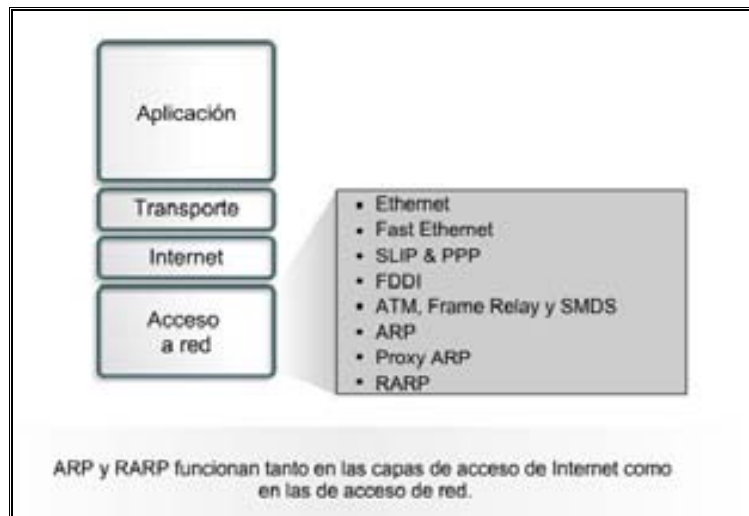 Aplicación
Transporte
Internet
Acceso
a red
• Ethernet
• Fast Ethernet
• SLIP & PPP
• FDDI
• ATM, Frame Relay y SMDS
• ARP
• Proxy ARP
• RARP
ARP y RARP funcionan tanto en las capas de acceso de Internet como
en las de acceso de red.